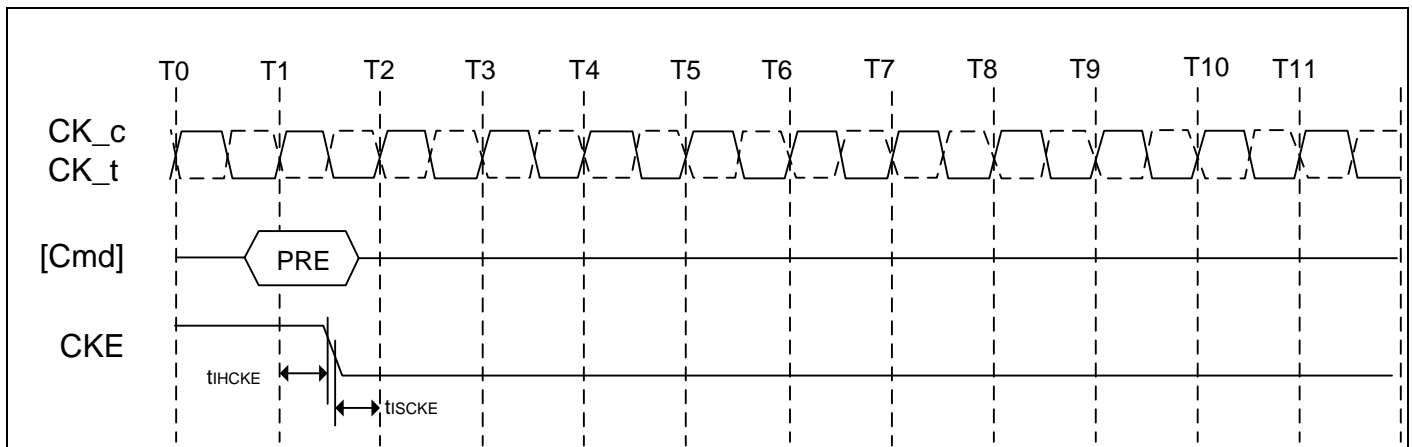 T0 T1 T2 T3 T4 T5 T6 T7 T8 T9 T10 T11
CK_c
CK_t
[Cmd] PRE
CKE
tIHCKE
tISCKE